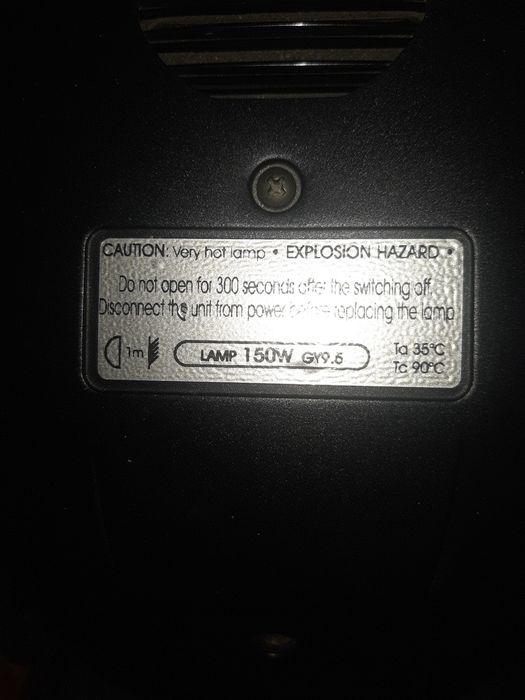 CAUTION: Very hot lamp • EXPLOSION HAZARD •
Do not open for 300 seconds after the switching off
Disconnect the unit from power before replacing the lamp
1m LAMP 150W GY9.5 Ta 35°C
Tc 90°C